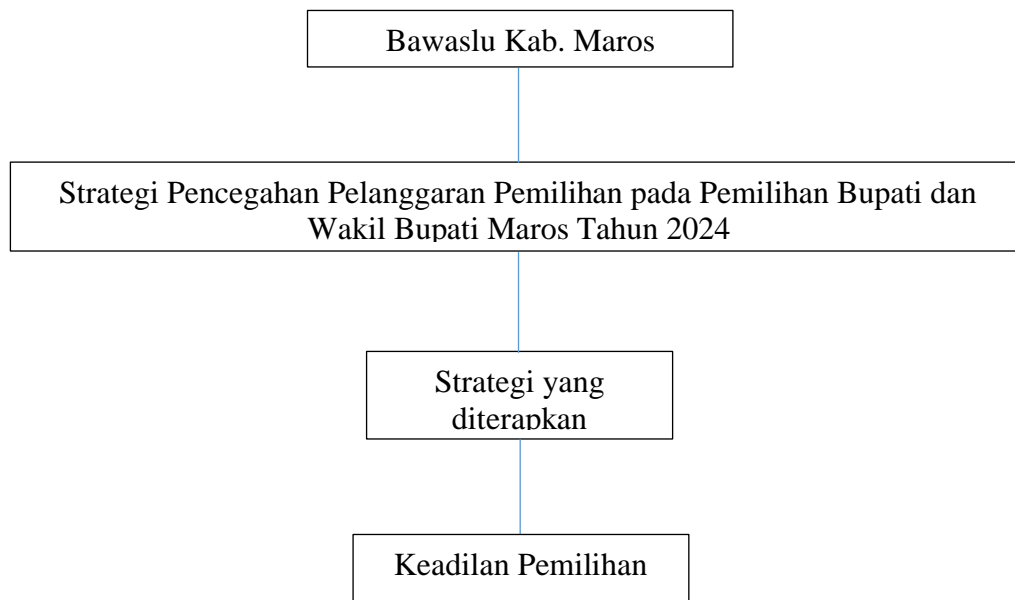 Bawaslu Kab. Maros
Strategi Pencegahan Pelanggaran Pemilihan pada Pemilihan Bupati dan
Wakil Bupati Maros Tahun 2024
Strategi yang
diterapkan
Keadilan Pemilihan